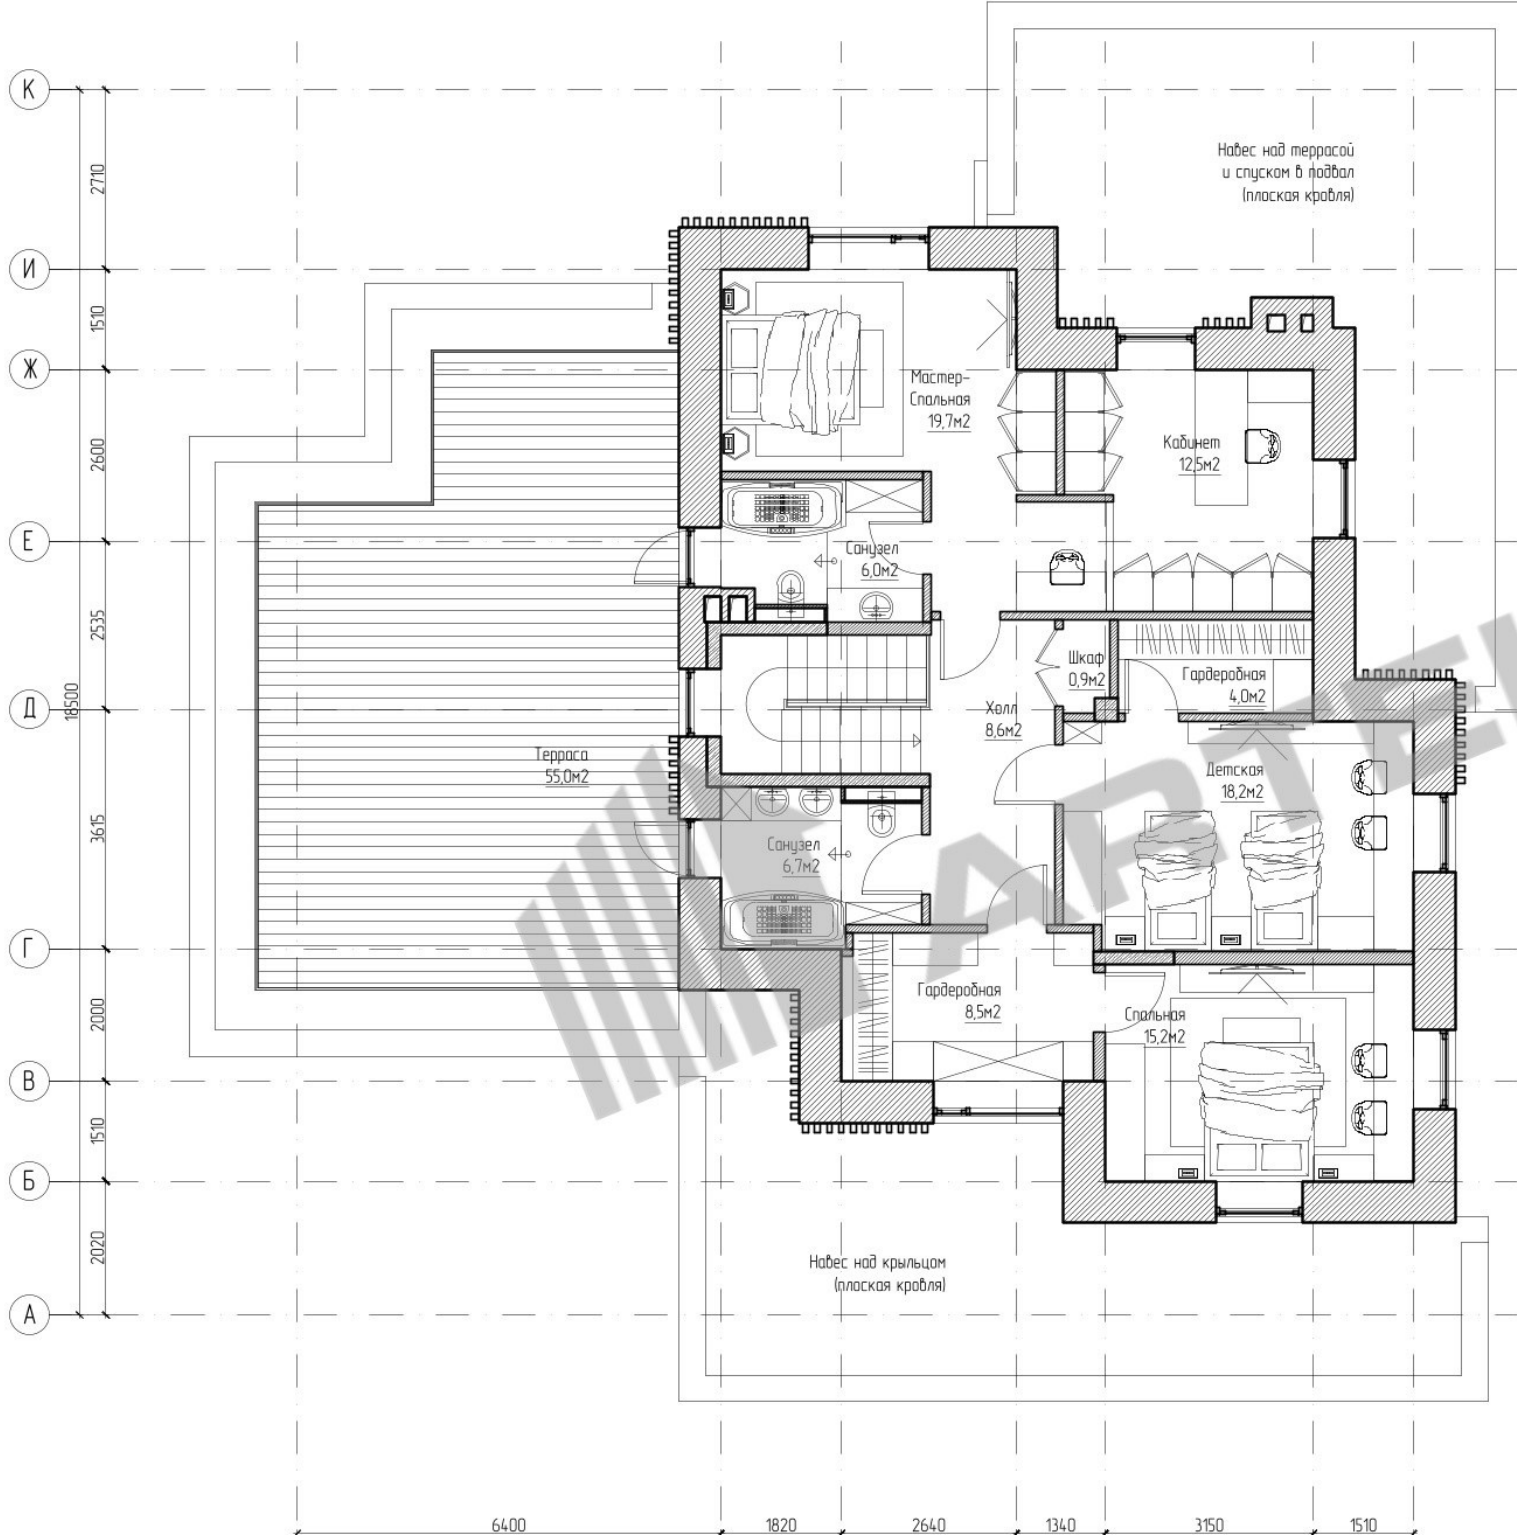 К
2710
Навес над террасой
и спуском в подвал
(плоская кровля)
И
1510
Ж
Мастер-
Спальная
19,7м2
2600
Кабинет
12,5м2
Е
Санузел
6,0м2
2535
Шкаф
0,9м2
Гардеробная
4,0м2
18500
Д
Холл
8,6м2
Терраса
55,0м2
Детская
18,2м2
3615
Санузел
6,7м2
ARTE
Г
Гардеробная
8,5м2
2000
Спальная
15,2м2
В
1510
Б
2020
Навес над крыльцом
(плоская кровля)
А
6400
1820
2640
1340
3150
1510